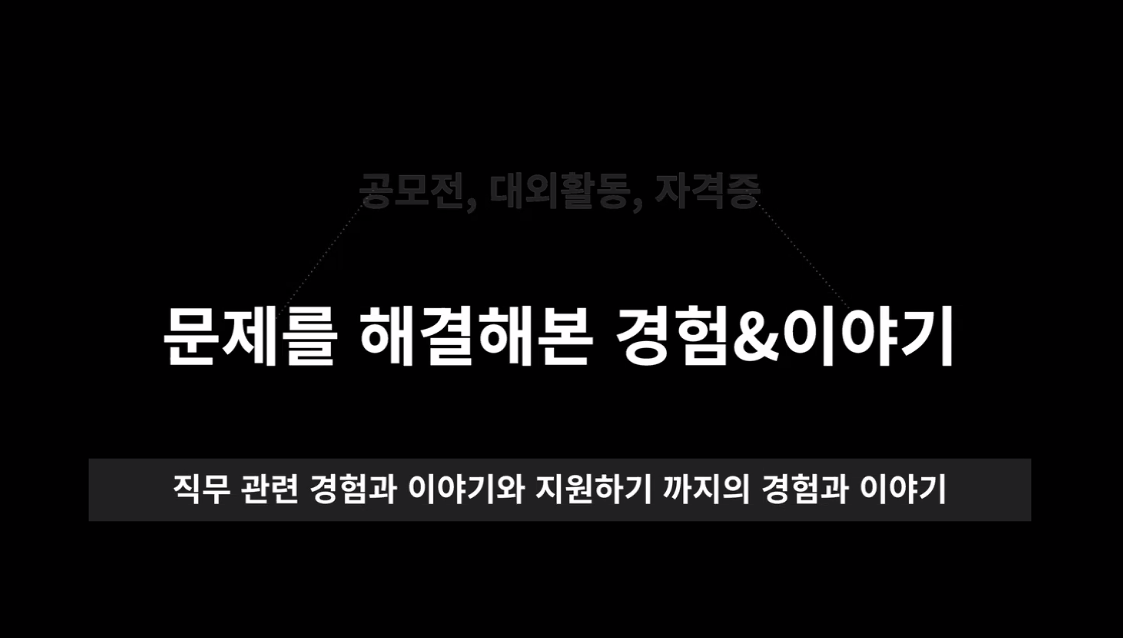 공모전, 대외활동, 자격증
문제를 해결해본 경험&이야기
직무 관련 경험과 이야기와 지원하기 까지의 경험과 이야기